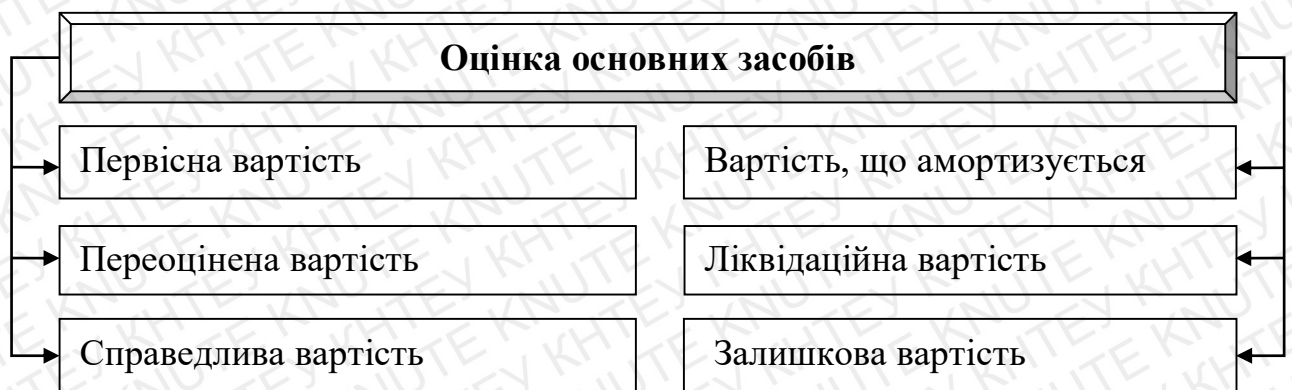 Оцінка основних засобів
Первісна вартість
Вартість, що амортизується
Переоцінена вартість
Ліквідаційна вартість
Справедлива вартість
Залишкова вартість